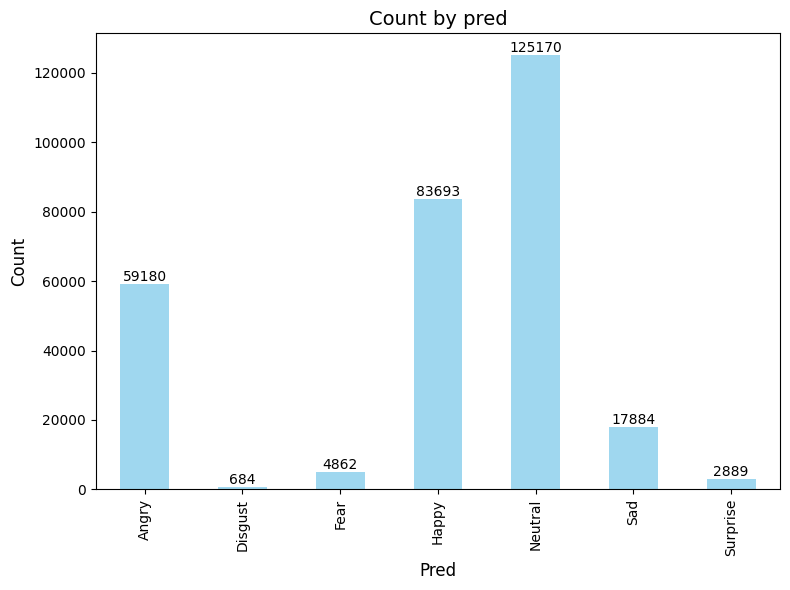 Count by pred
125170
120000
100000
83693
80000
59180
60000
40000
17884
20000
4862
2889
684
0
Count
Angry
Disgust
Fear
Happy
Neutral
Sad
Surprise
Pred